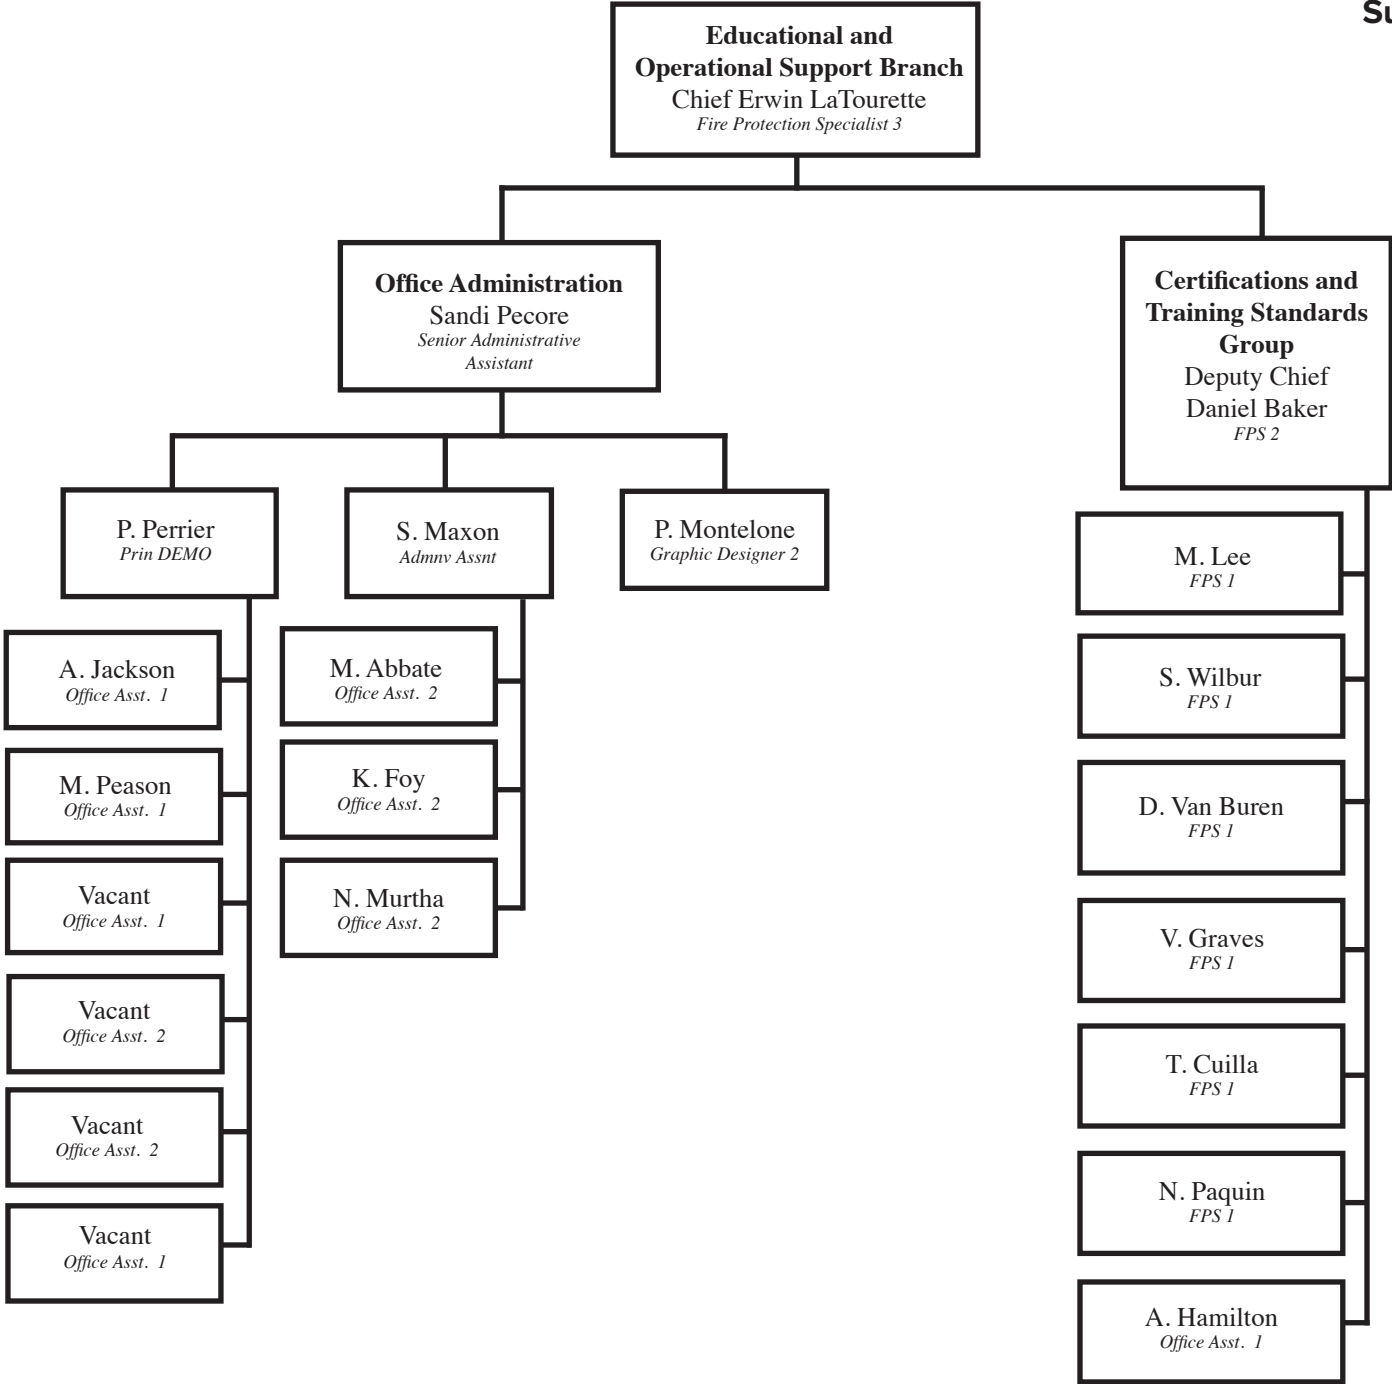 Su
Educational and
Operational Support Branch
Chief Erwin LaTourette
Fire Protection Specialist 3
Office Administration
Sandi Pecore
Senior Administrative
Assistant
Certifications and
Training Standards
Group
Deputy Chief
Daniel Baker
FPS 2
P. Perrier
Prin DEMO
S. Maxon
Admnv Assnt
P. Montelone
Graphic Designer 2
A. Jackson
Office Asst. 1
M. Peason
Office Asst. 1
Vacant
Office Asst. 1
Vacant
Office Asst. 2
Vacant
Office Asst. 2
Vacant
Office Asst. 1
M. Abbate
Office Asst. 2
K. Foy
Office Asst. 2
N. Murtha
Office Asst. 2
M. Lee
FPS 1
S. Wilbur
FPS 1
D. Van Buren
FPS 1
V. Graves
FPS 1
T. Cuilla
FPS 1
N. Paquin
FPS 1
A. Hamilton
Office Asst. 1